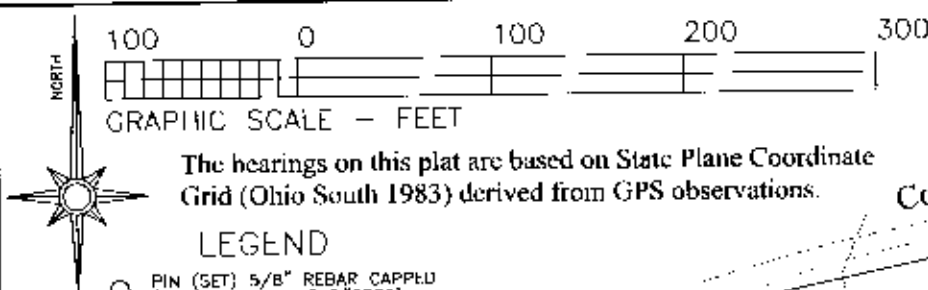 100 0 100 200 300
NORTH
GRAPHIC SCALE – FEET
The bearings on this plat are based on State Plane Coordinate
Grid (Ohio South 1983) derived from GPS observations.
Co
LEGEND
PIN (SET) 5/8" REBAR CAPPED